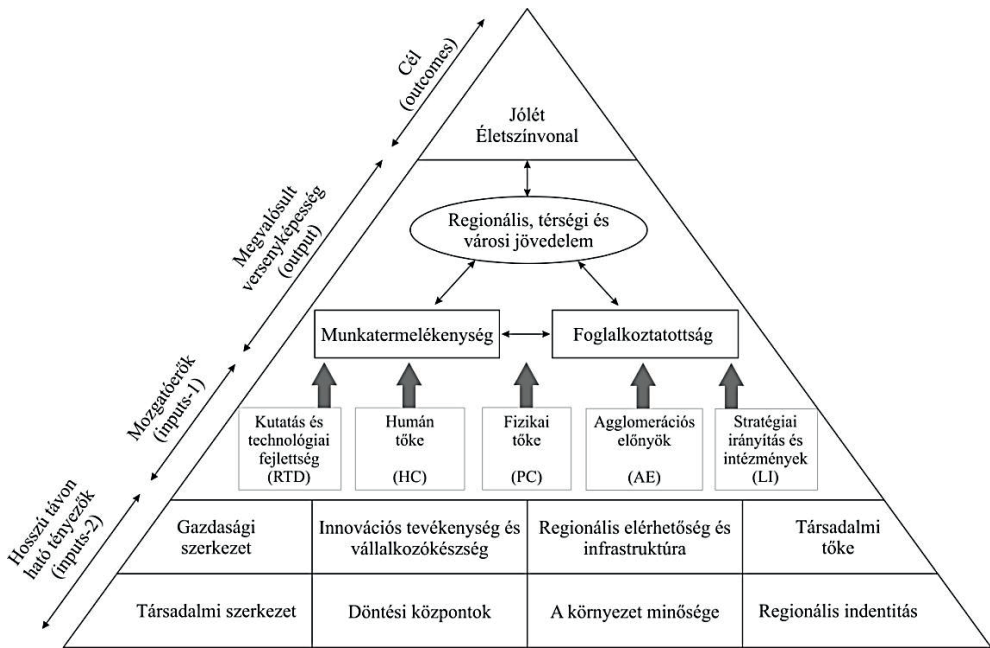 Cél
(outcomes)
Jólét
Életszínvonal
Megvalósult
versenyképesség
(output)
Regionális, térségi és
városi jövedelem
Munkatermelékenység
Foglalkoztatottság
Mozgatóerők
(inputs-1)
Kutatás és
technológiai
fejlettség
(RTD)
Humán
tőke
(HC)
Fizikai
tőke
(PC)
Agglomerációs
előnyök
(AE)
Stratégiai
irányítás és
intézmények
(LI)
Hosszú távon
ható tényezők
(inputs-2)
Gazdasági
szerkezet
Innovációs tevékenység és
vállalkozókészség
Regionális elérhetőség és
infrastruktúra
Társadalmi
tőke
Társadalmi szerkezet
Döntési központok
A környezet minősége
Regionális indentitás